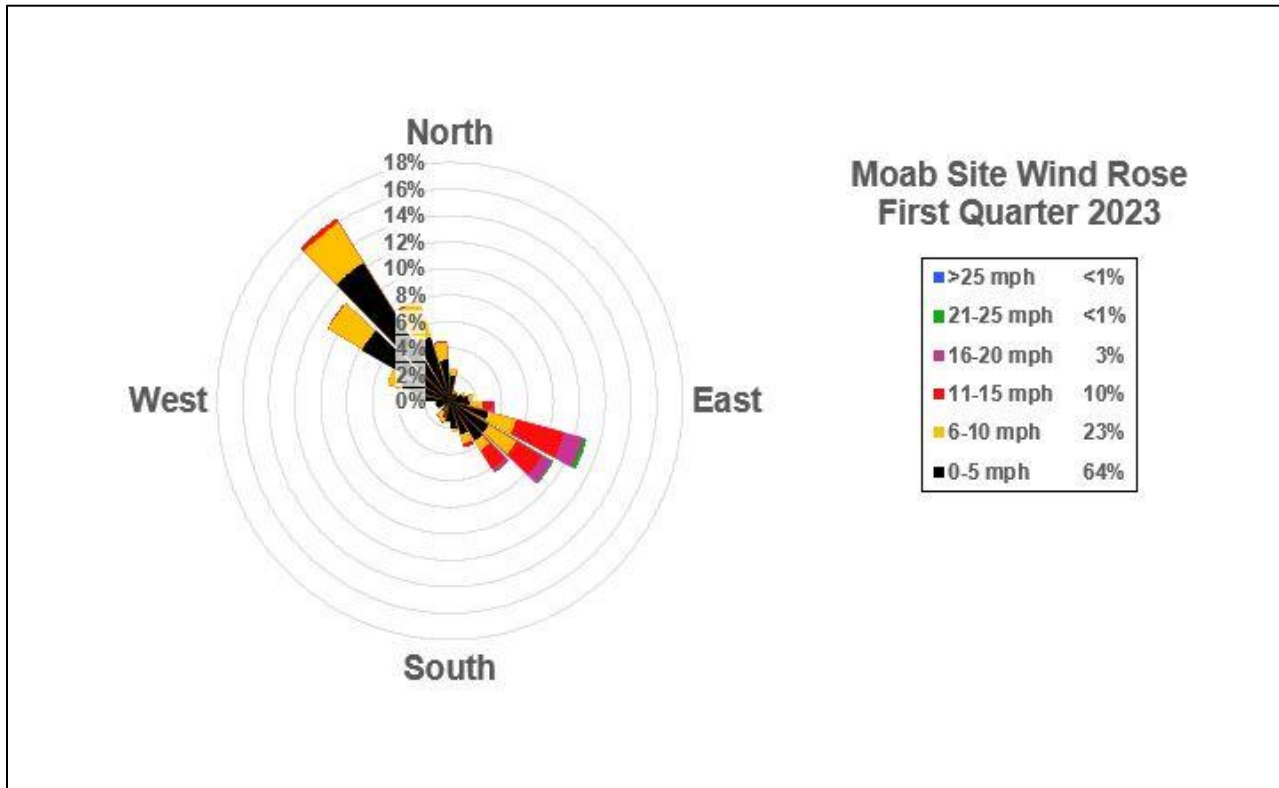 North
18%
16%
14%
12%
10%
8%
6%
4%
2%
0%
West
East
South
Moab Site Wind Rose
First Quarter 2023
>25 mph <1%
21-25 mph <1%
16-20 mph 3%
11-15 mph 10%
6-10 mph 23%
0-5 mph 64%